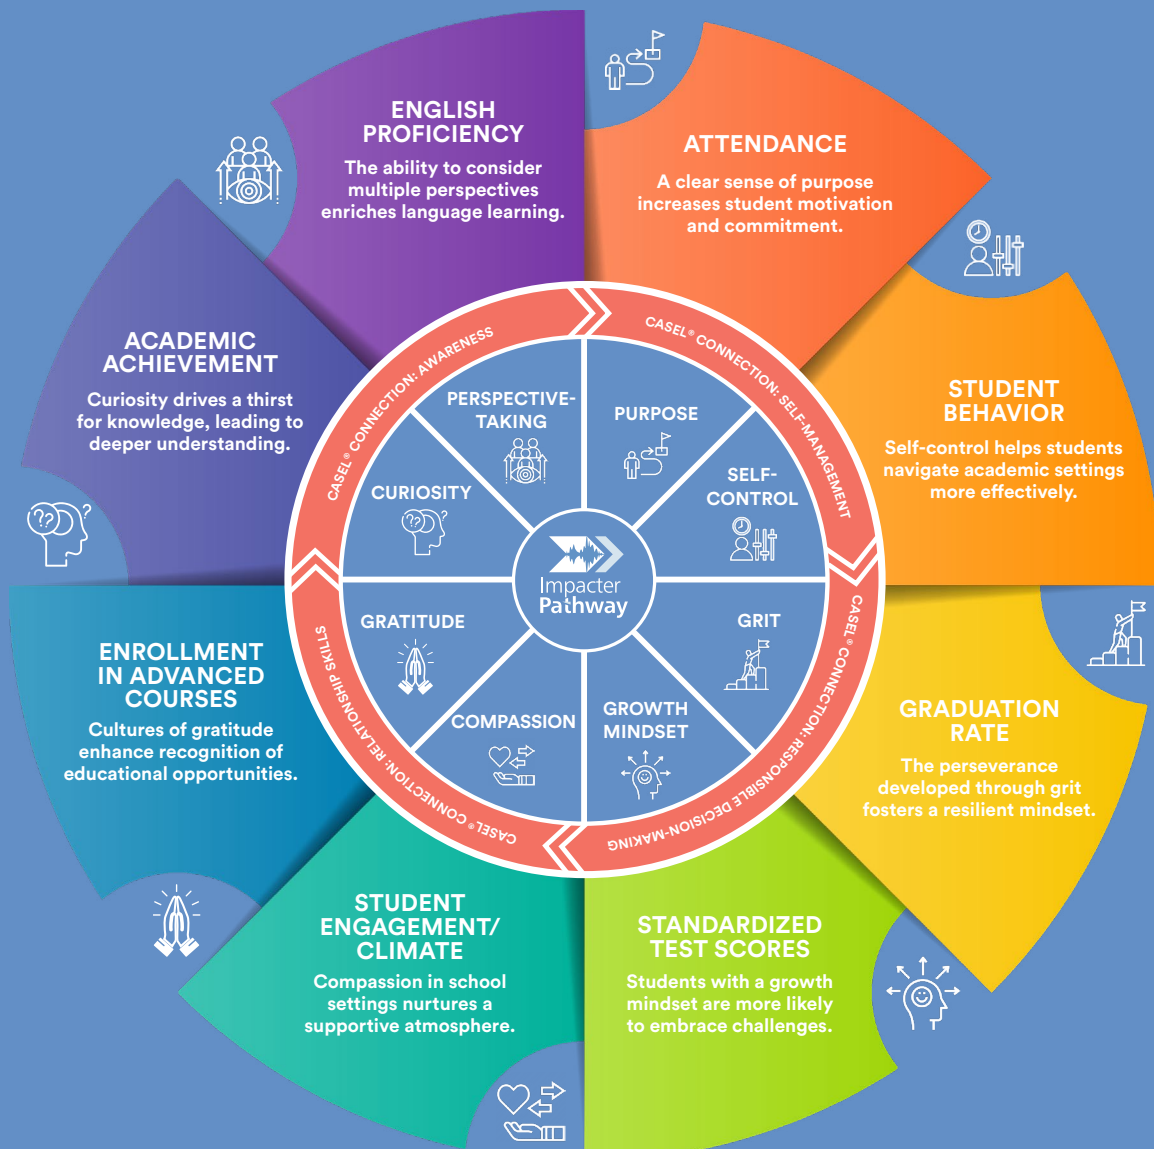 ENGLISH
PROFICIENCY
The ability to consider
multiple perspectives
enriches language learning.
ATTENDANCE
A clear sense of purpose
increases student motivation
and commitment.
STUDENT
BEHAVIOR
Self-control helps students
navigate academic settings
more effectively.
GRADUATION
RATE
The perseverance
developed through grit
fosters a resilient mindset.
STANDARDIZED
TEST SCORES
Students with a growth
mindset are more likely
to embrace challenges.
STUDENT
ENGAGEMENT/
CLIMATE
Compassion in school
settings nurtures a
supportive atmosphere.
ENROLLMENT
IN ADVANCED
COURSES
Cultures of gratitude
enhance recognition of
educational opportunities.
ACADEMIC
ACHIEVEMENT
Curiosity drives a thirst
for knowledge, leading to
deeper understanding.
??
?
CASEL® CONNECTION: AWARENESS
CASEL® CONNECTION: SELF-MANAGEMENT
CASEL® CONNECTION: RESPONSIBLE DECISION-MAKING
CASEL® CONNECTION: RELATIONSHIP SKILLS
PERSPECTIVE-
TAKING
PURPOSE
SELF-
CONTROL
GRIT
GROWTH
MINDSET
COMPASSION
GRATITUDE
CURIOSITY
??
?
Impacter
Pathway